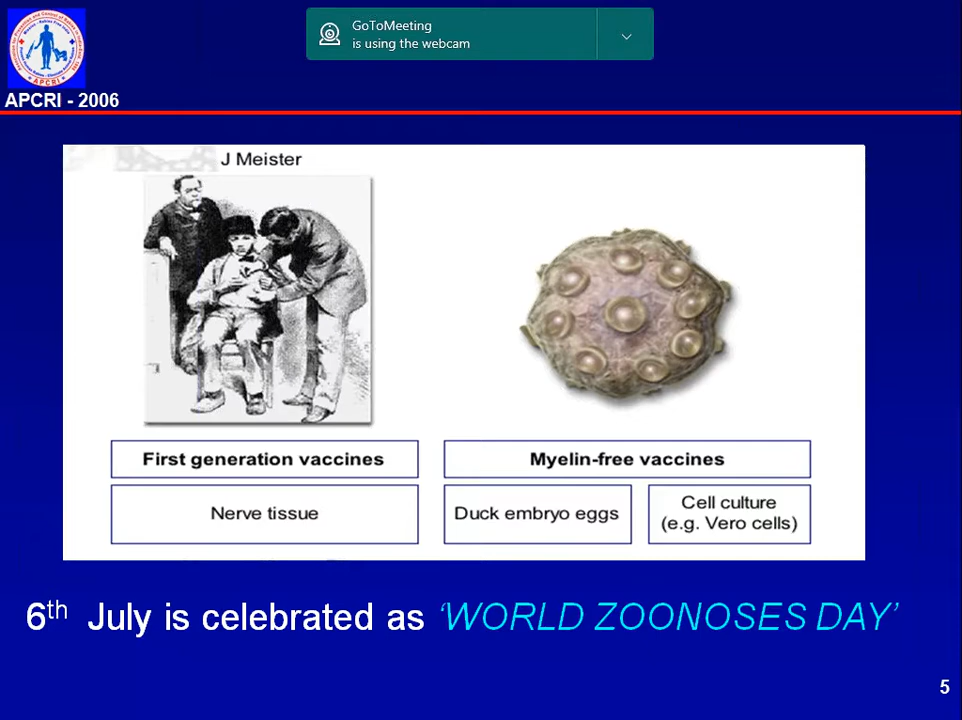 GoToMeeting
is using the webcam
APCRI
APCRI - 2006
J Meister
First generation vaccines
Myelin-free vaccines
Nerve tissue
Duck embryo eggs
Cell culture
(e.g. Vero cells)
6th July is celebrated as ‘WORLD ZOONOSES DAY’
5